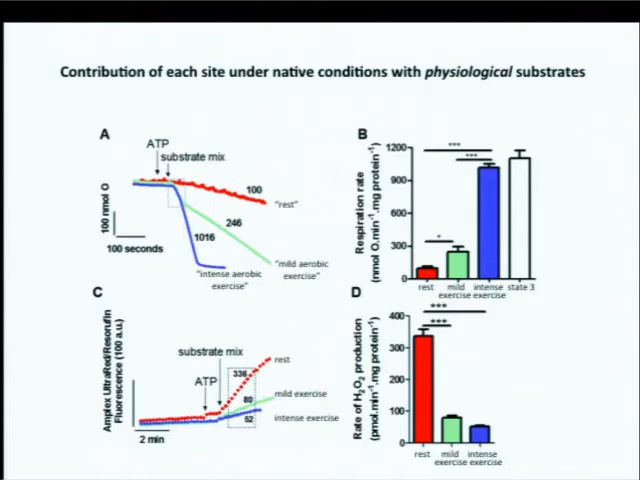 Contribution of each site under native conditions with physiological substrates
A
ATP
substrate mix
100 nmol O
100 seconds
100
"rest"
246
1016
"mild aerobic
exercise"
"intense aerobic
exercise"
B
Respiration rate
(nmol O.min⁻¹.mg protein⁻¹)
1200
900
600
300
0
***
***
*
rest
mild
exercise
intense
exercise
state 3
C
Amplex UltraRed/Resorufin
Fluorescence (100 a.u.)
substrate mix
ATP
2 min
336
80
52
rest
mild exercise
intense exercise
D
Rate of H₂O₂ production
(pmol.min⁻¹.mg protein⁻¹)
400
300
200
100
0
***
***
rest
mild
exercise
intense
exercise